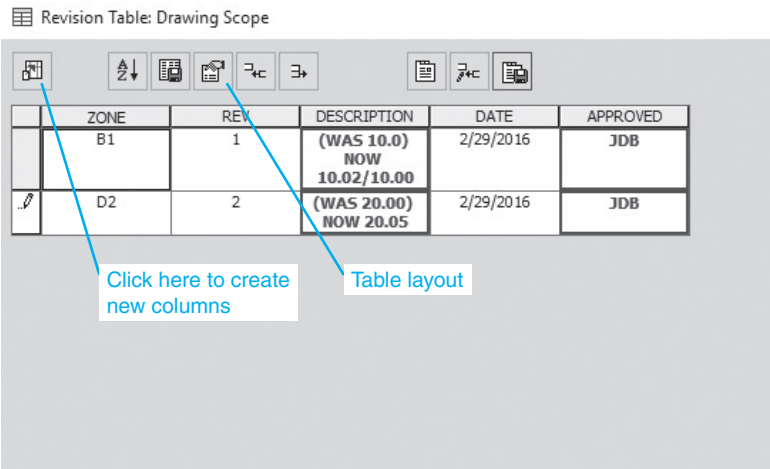 Revision Table: Drawing Scope
A Z
ZONE REV DESCRIPTION DATE APPROVED
B1 1 (WAS 10.0) 2/29/2016 JDB
NOW
10.02/10.00
D2 2 (WAS 20.00) 2/29/2016 JDB
NOW 20.05
Click here to create Table layout
new columns